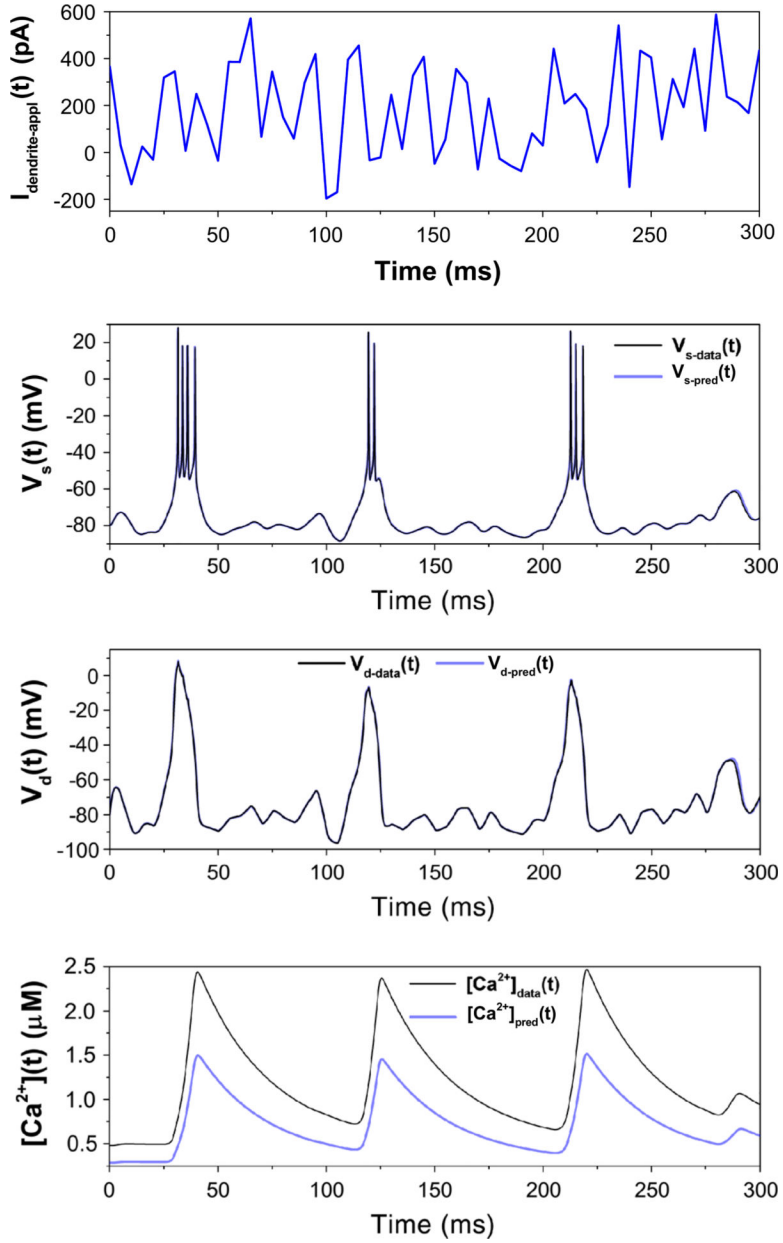 I_dendrite-appl(t) (pA)
600
400
200
0
-200
0 50 100 150 200 250 300
Time (ms)
V_s(t) (mV)
20
0
-20
-40
-60
-80
V_s-data(t)
V_s-pred(t)
0 50 100 150 200 250 300
Time (ms)
V_d(t) (mV)
0
-20
-40
-60
-80
-100
V_d-data(t) V_d-pred(t)
0 50 100 150 200 250 300
Time (ms)
[Ca²⁺](t) (μM)
2.5
2.0
1.5
1.0
0.5
[Ca²⁺]_data(t)
[Ca²⁺]_pred(t)
0 50 100 150 200 250 300
Time (ms)